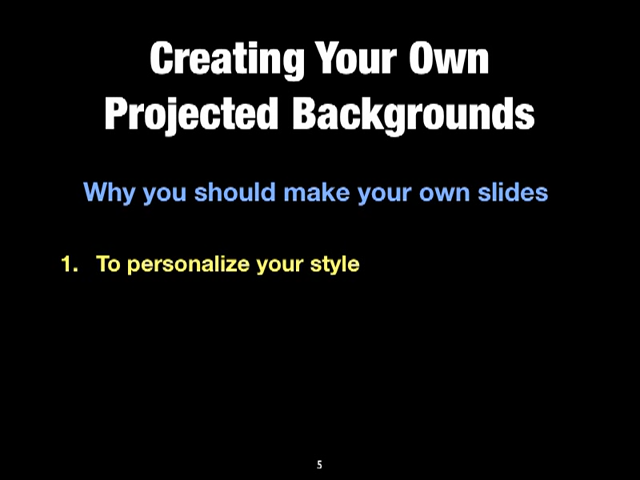 Creating Your Own
Projected Backgrounds
Why you should make your own slides
1. To personalize your style
5